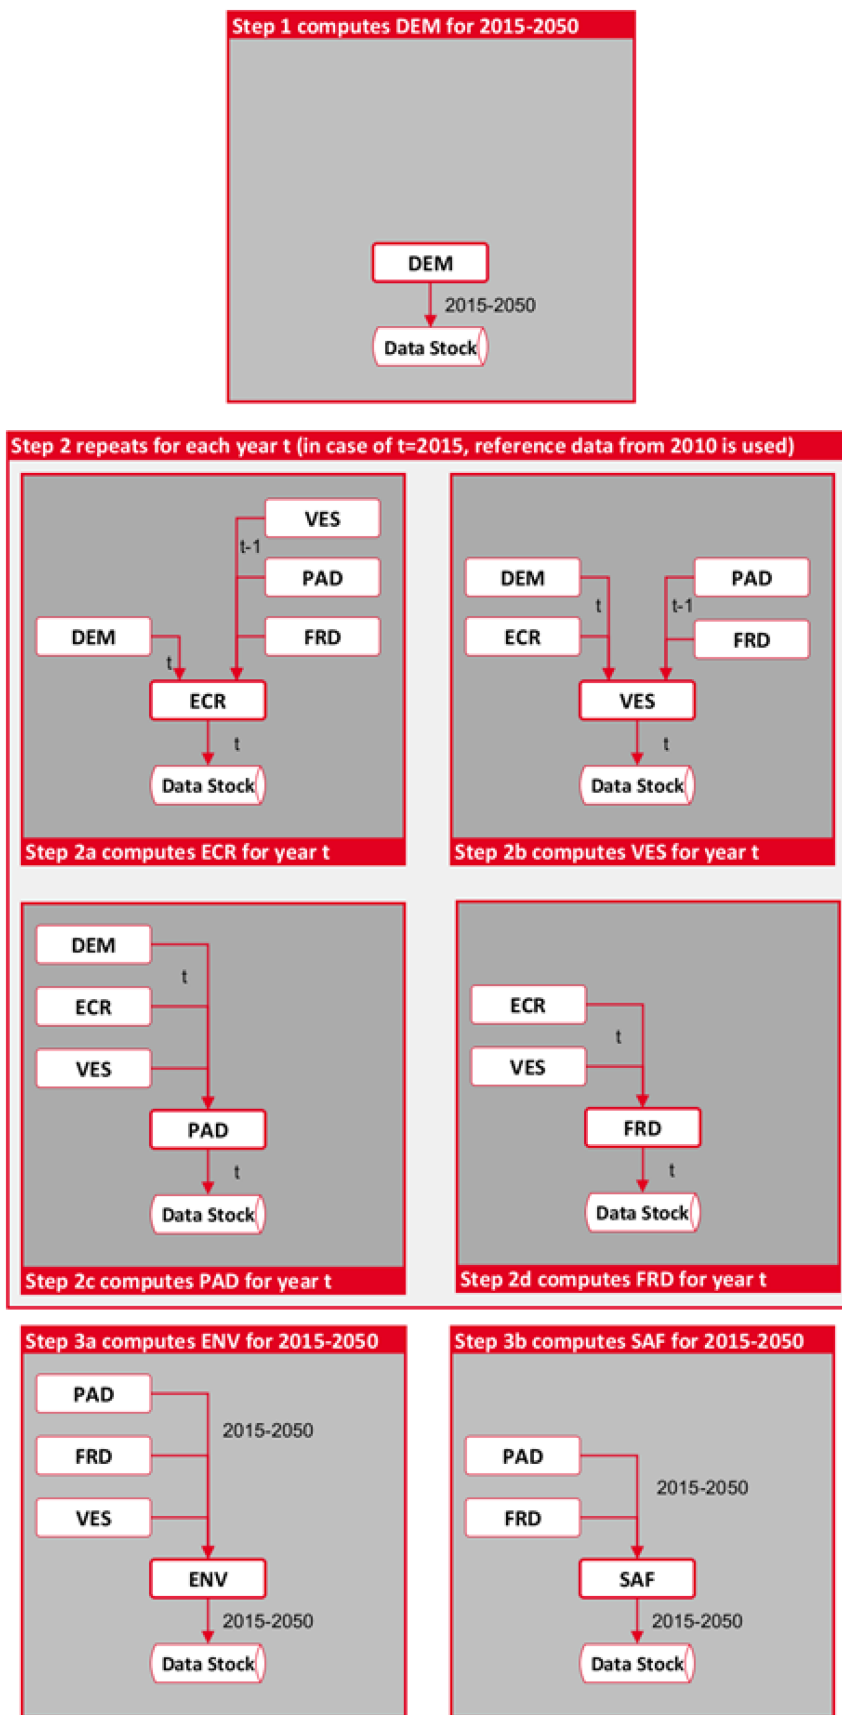 Step 1 computes DEM for 2015-2050
DEM
2015-2050
Data Stock
Step 2 repeats for each year t (in case of t=2015, reference data from 2010 is used)
VES
t-1
PAD
DEM
FRD
t
ECR
t
Data Stock
Step 2a computes ECR for year t
DEM
PAD
t
t-1
ECR
FRD
VES
t
Data Stock
Step 2b computes VES for year t
DEM
t
ECR
VES
PAD
t
Data Stock
Step 2c computes PAD for year t
ECR
t
VES
FRD
t
Data Stock
Step 2d computes FRD for year t
Step 3a computes ENV for 2015-2050
PAD
2015-2050
FRD
VES
ENV
2015-2050
Data Stock
Step 3b computes SAF for 2015-2050
PAD
2015-2050
FRD
SAF
2015-2050
Data Stock